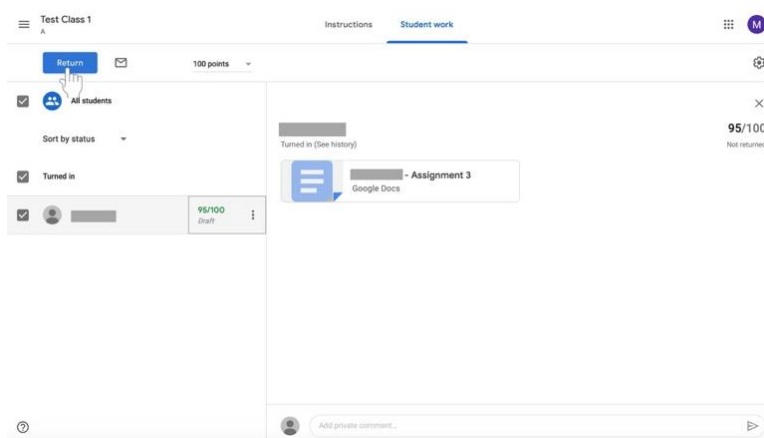 Test Class 1
A
Instructions
Student work
M
Return
100 points
All students
Sort by status
Turned in
95/100
Draft
95/100
Not returned
Turned in (See history)
- Assignment 3
Google Docs
Add private comment...